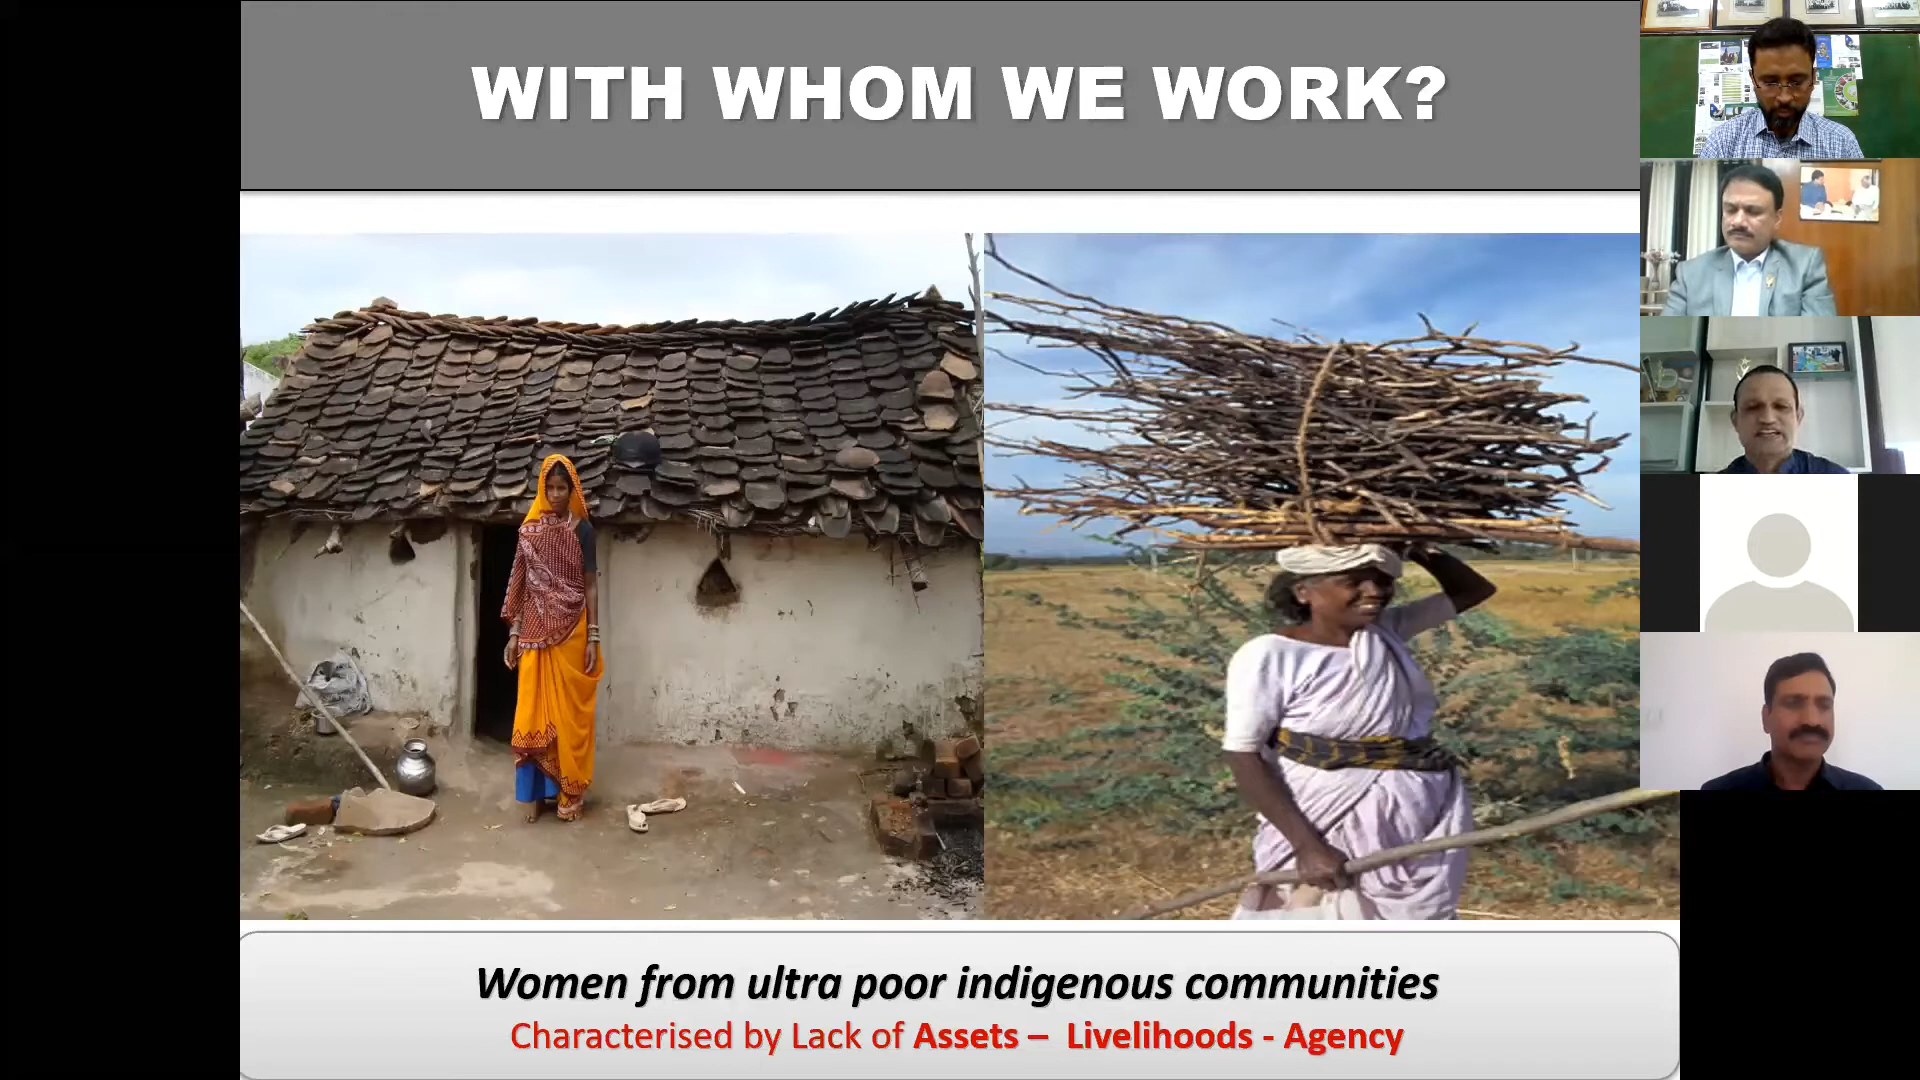 WITH WHOM WE WORK?
Women from ultra poor indigenous communities
Characterised by Lack of Assets – Livelihoods - Agency